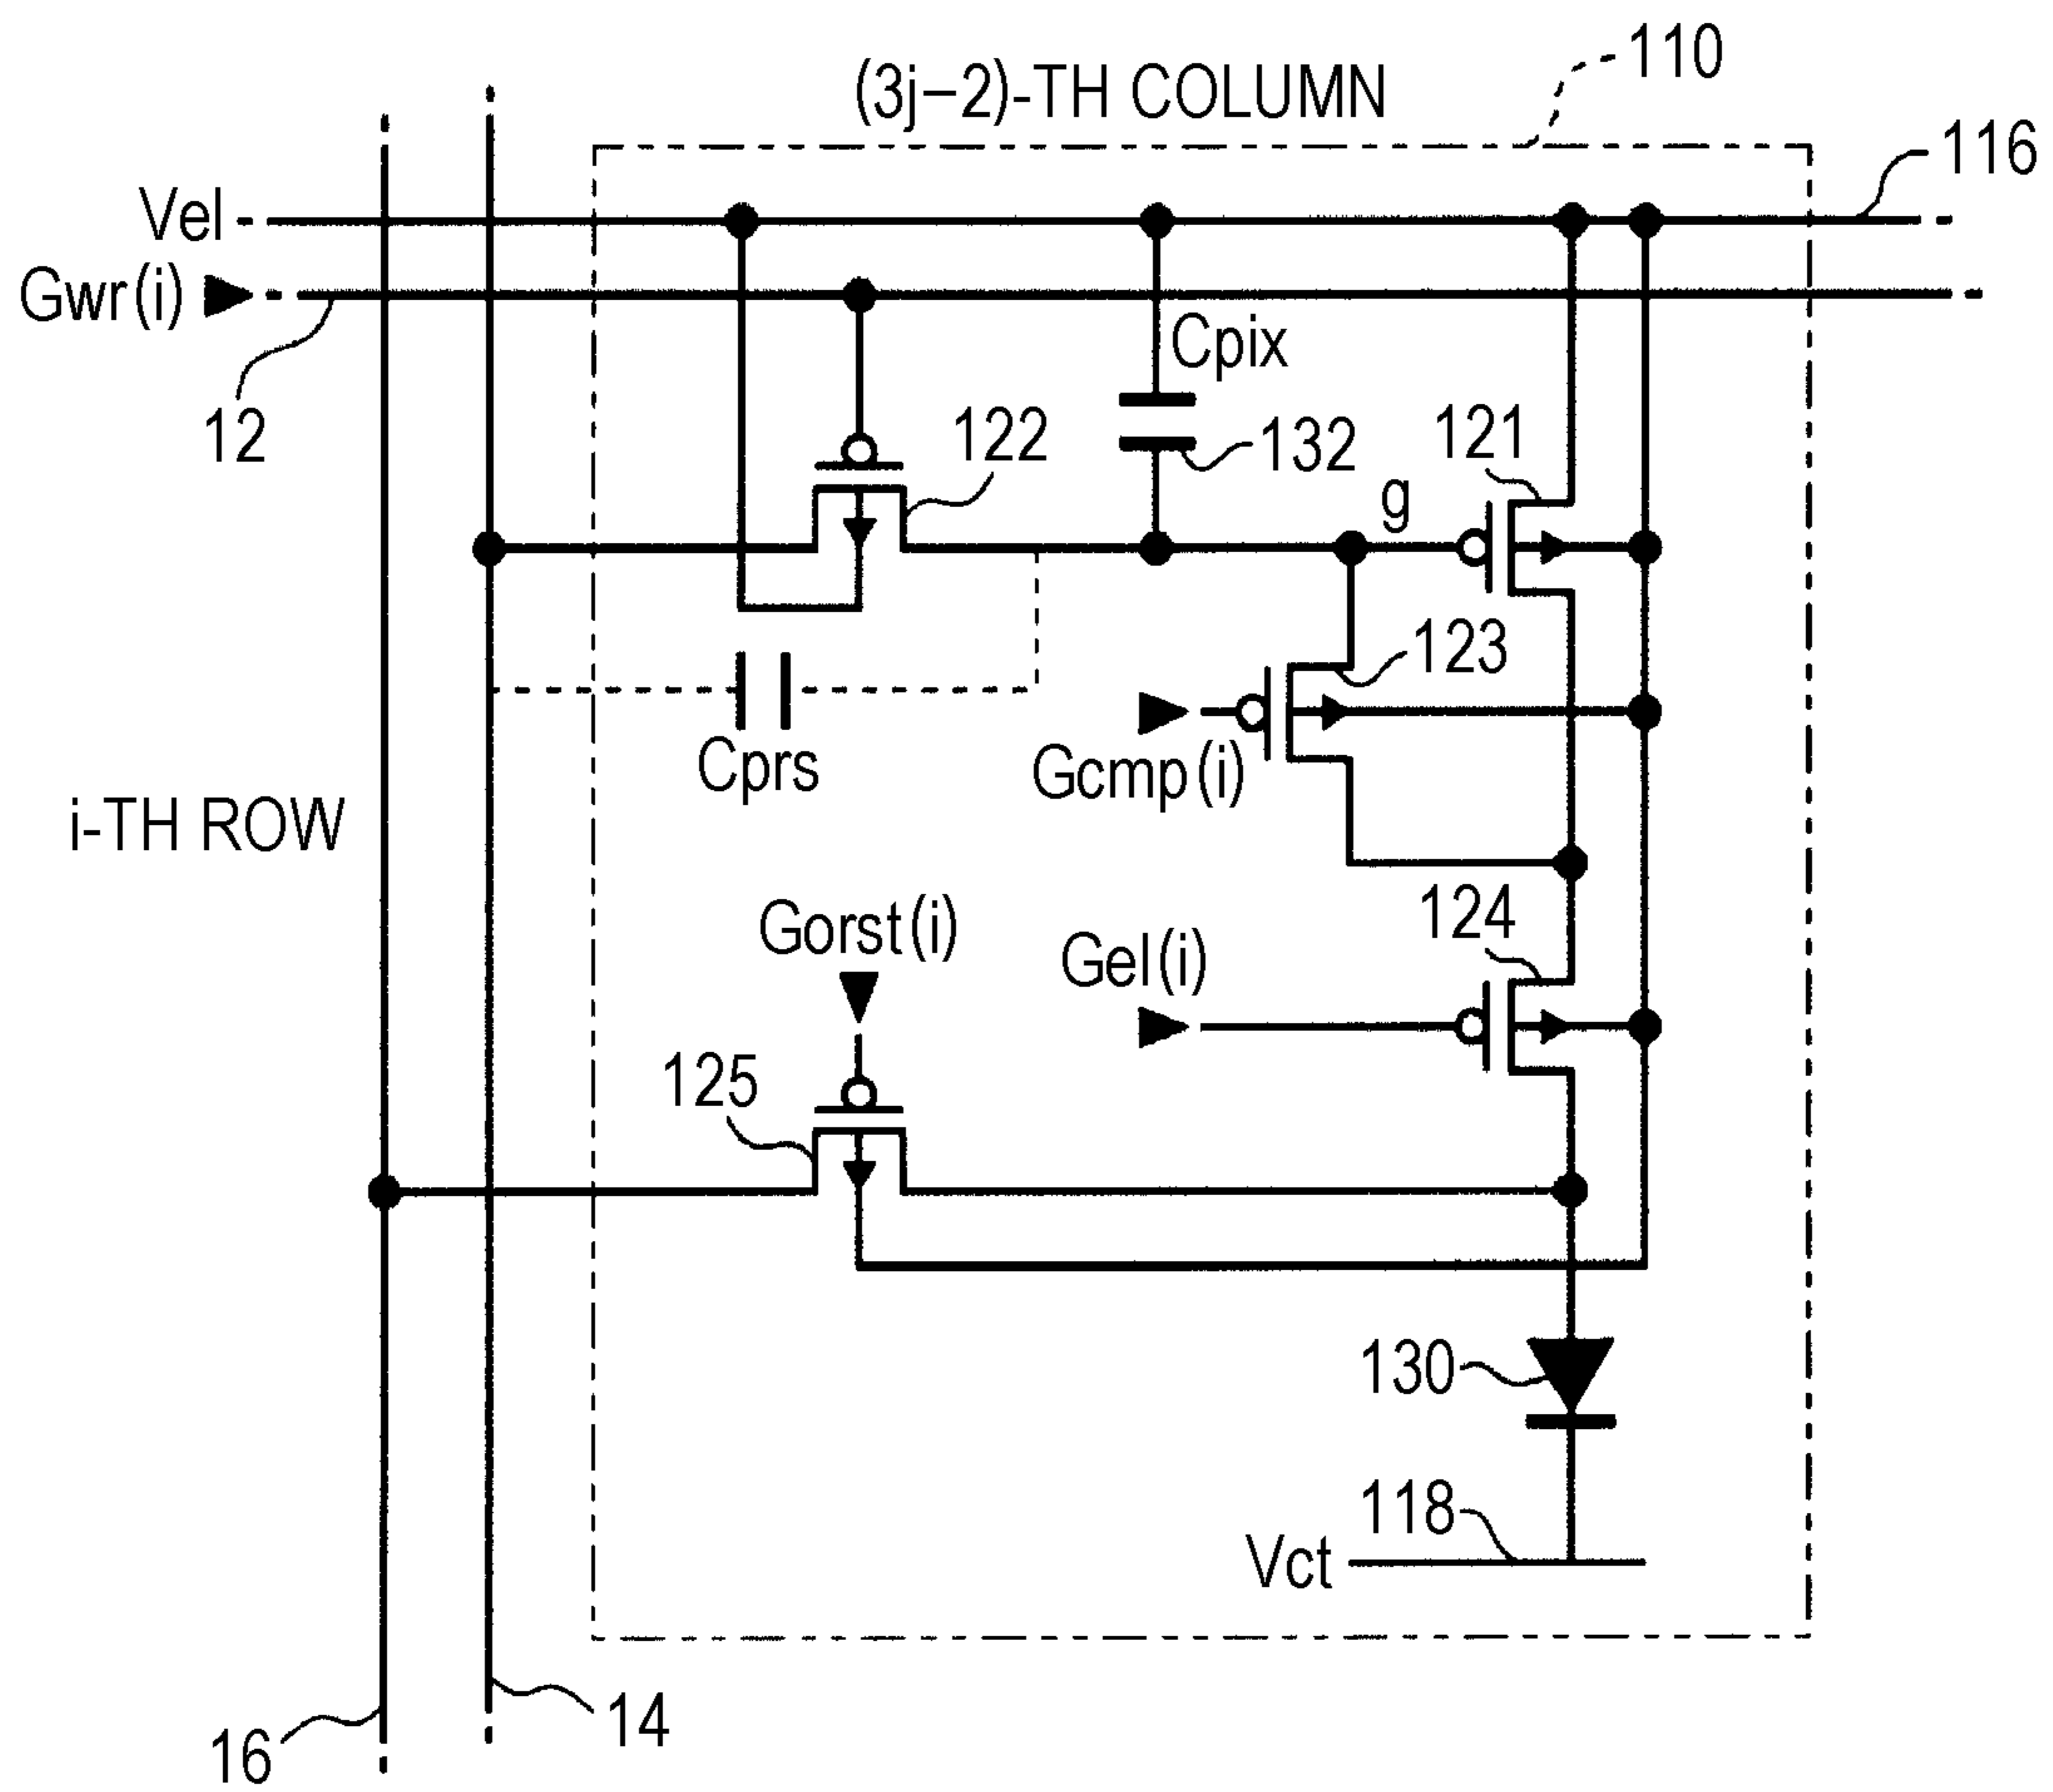 110
(3j−2)-TH COLUMN
116
Vel
Gwr(i)
Cpix
12
122
132
121
g
123
Cprs
Gcmp(i)
i-TH ROW
124
Gorst(i)
Gel(i)
125
130
118
Vct
14
16